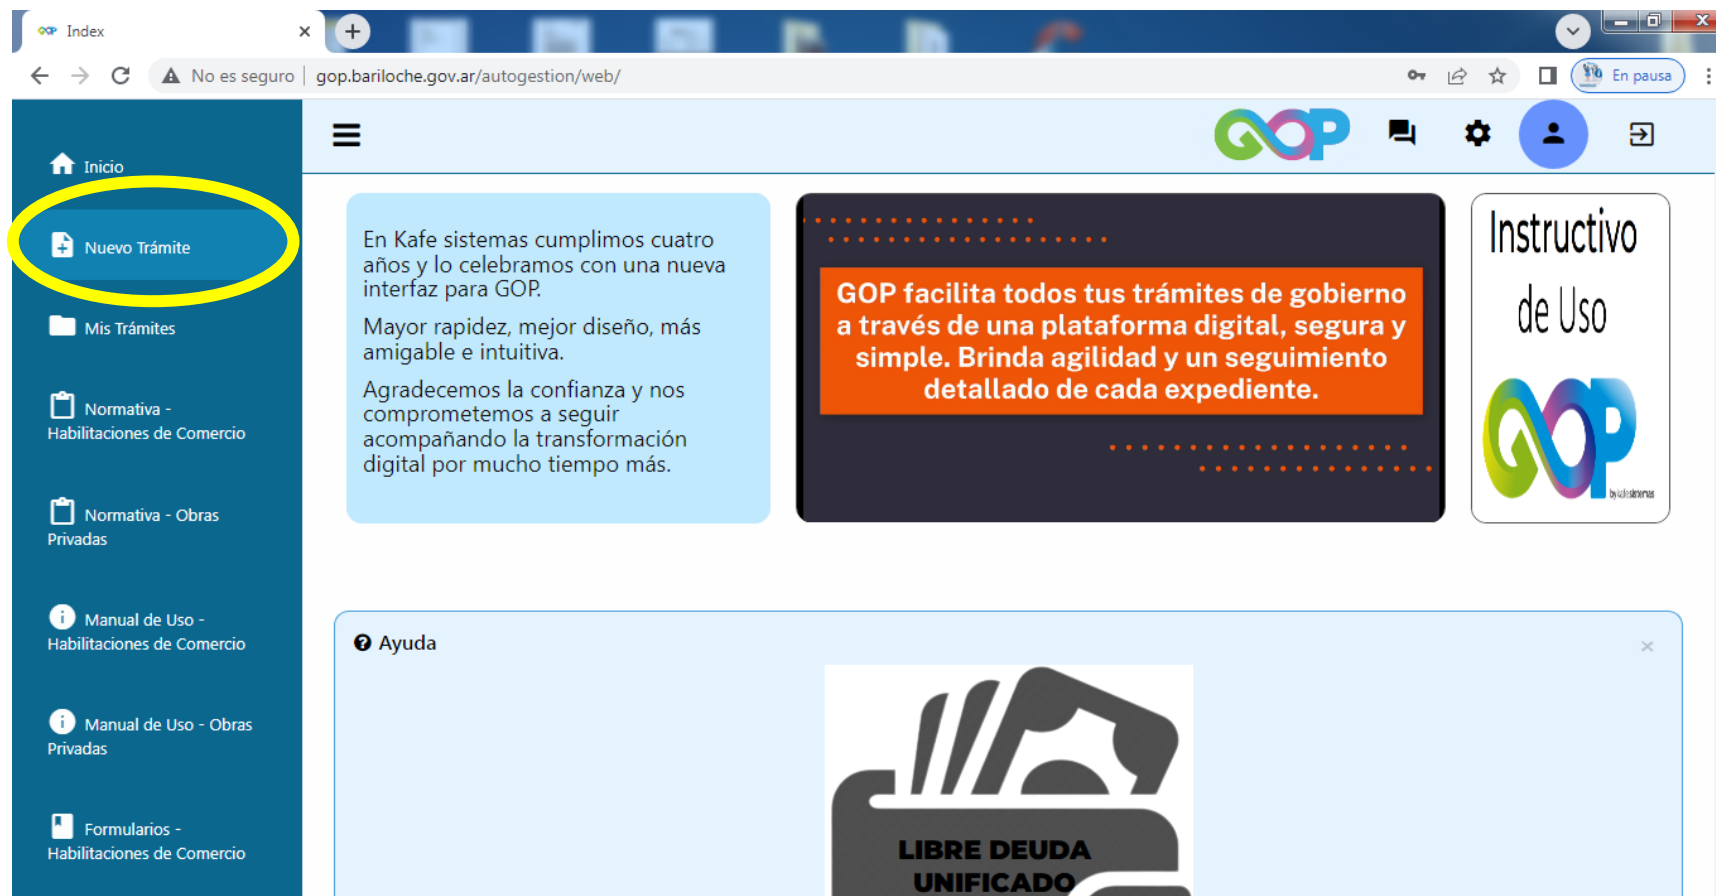 Index
No es seguro
gop.bariloche.gov.ar/autogestion/web/
En pausa
Inicio
Nuevo Trámite
Mis Trámites
Normativa -
Habilitaciones de Comercio
Normativa - Obras
Privadas
Manual de Uso -
Habilitaciones de Comercio
Manual de Uso - Obras
Privadas
Formularios -
Habilitaciones de Comercio
GOP
En Kafe sistemas cumplimos cuatro
años y lo celebramos con una nueva
interfaz para GOP.
Mayor rapidez, mejor diseño, más
amigable e intuitiva.
Agradecemos la confianza y nos
comprometemos a seguir
acompañando la transformación
digital por mucho tiempo más.
GOP facilita todos tus trámites de gobierno
a través de una plataforma digital, segura y
simple. Brinda agilidad y un seguimiento
detallado de cada expediente.
Instructivo
de Uso
GOP
by kafesistemas
Ayuda
LIBRE DEUDA
UNIFICADO